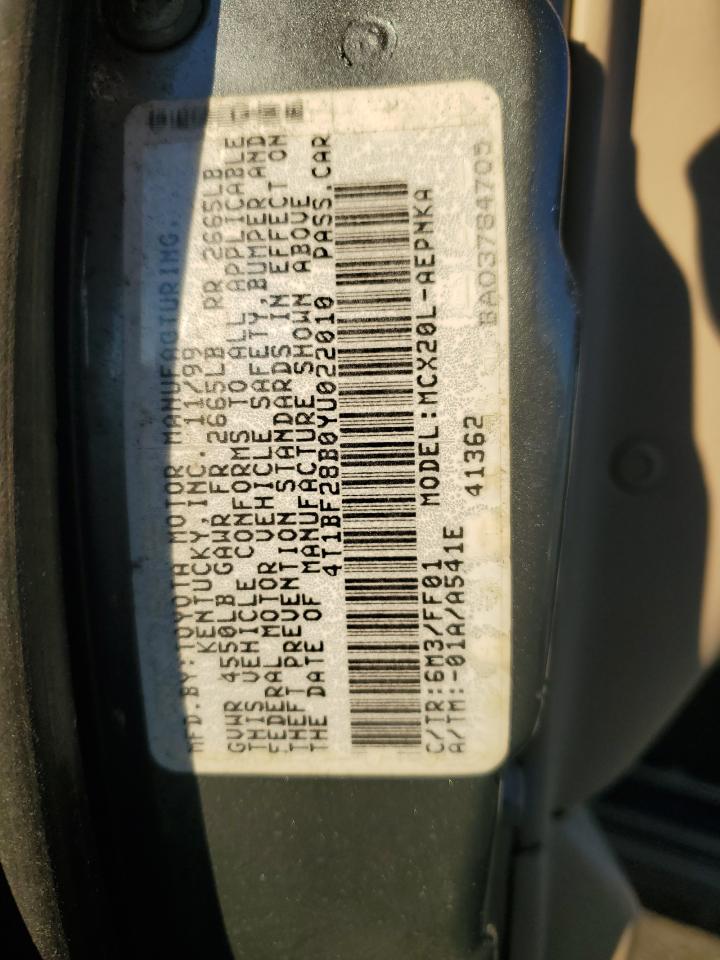 MFD.BY:TOYOTA MOTOR MANUFACTURING,
KENTUCKY,INC. 11/99
GVWR 4550LB GAWR FR 2665LB RR 2665LB
THIS VEHICLE CONFORMS TO ALL APPLICABLE
FEDERAL MOTOR VEHICLE SAFETY,BUMPER AND
THEFT PREVENTION STANDARDS IN EFFECT ON
THE DATE OF MANUFACTURE SHOWN ABOVE
4T1BF28B0YU022010 PASS.CAR
MODEL:MCX20L-AEPNKA
C/TR:6M3/FF01
A/TM:-01A/A541E 41362
BA03784705